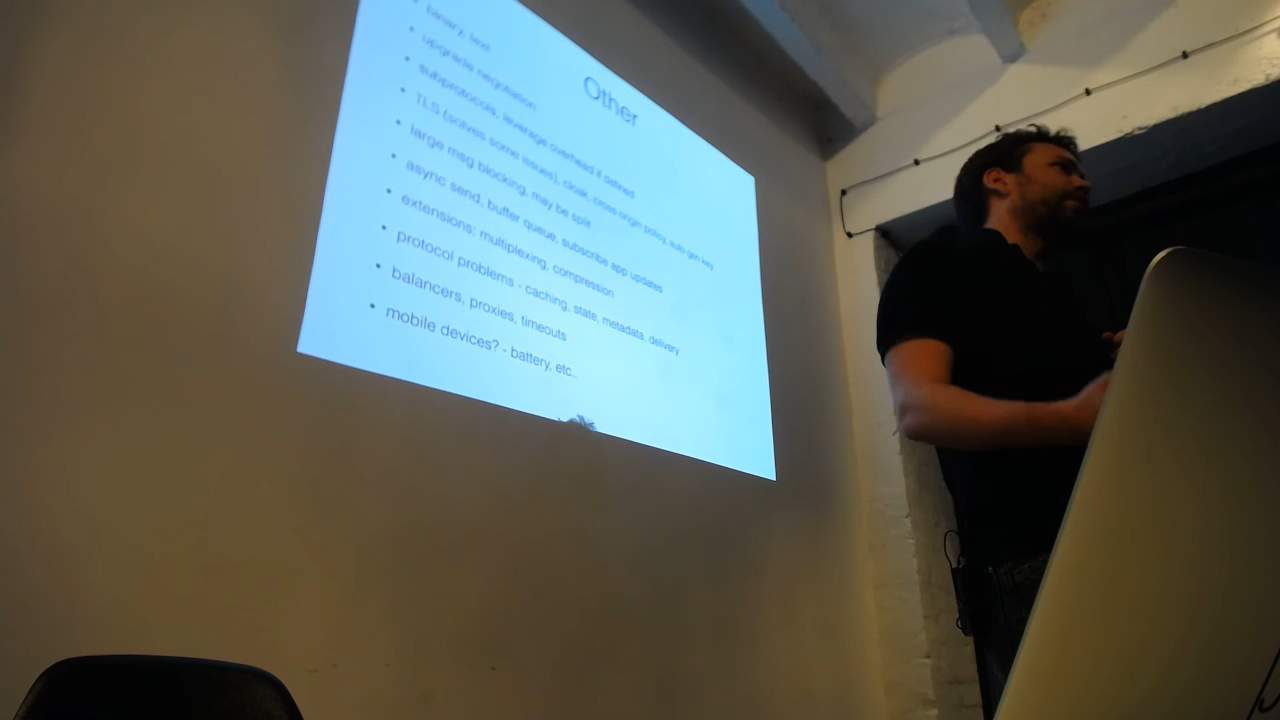 Other
• binary, text
• upgrade negotiation
• subprotocols, leverage overhead if defined
• TLS (solves some issues), cloak, cross origin policy, auto gen key
• large msg blocking, may be split
• async send, buffer queue, subscribe app updates
• extensions: multiplexing, compression
• protocol problems - caching, state, metadata, delivery
• balancers, proxies, timeouts
• mobile devices? - battery, etc..